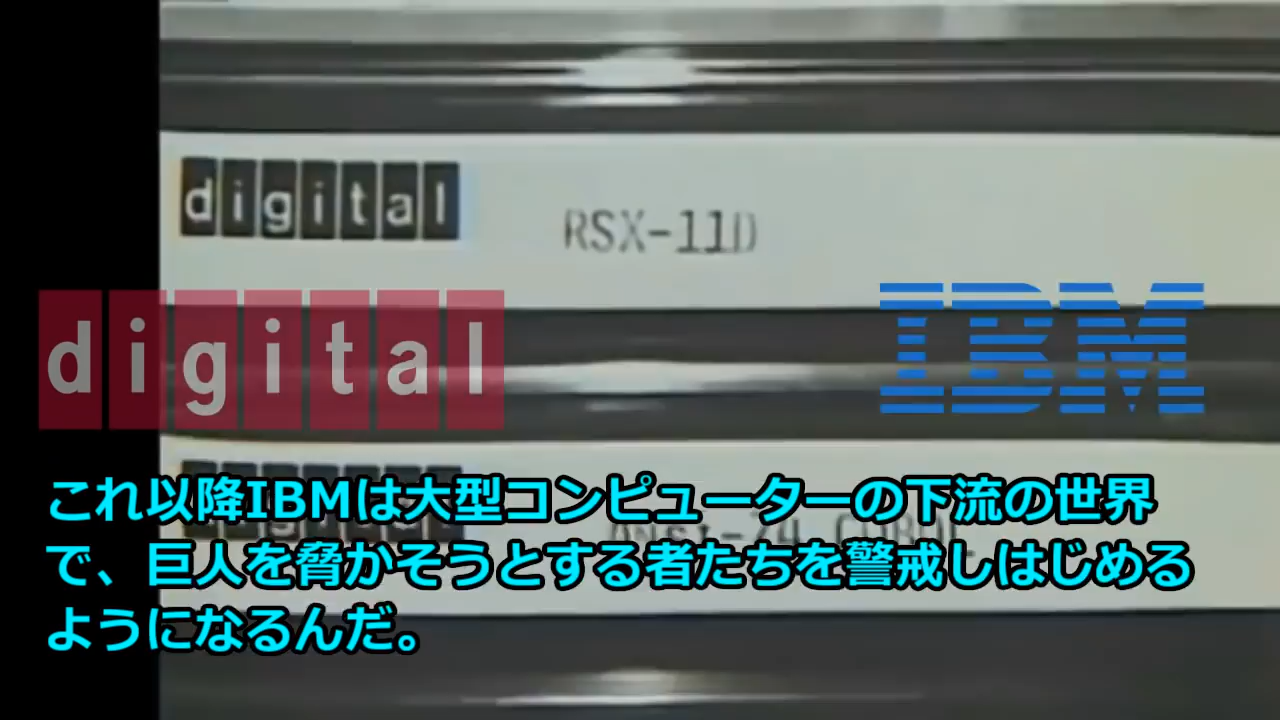 digital
RSX-11D
digital
IBM
これ以降IBMは大型コンピューターの下流の世界
で、巨人を脅かそうとする者たちを警戒しはじめる
ようになるんだ。